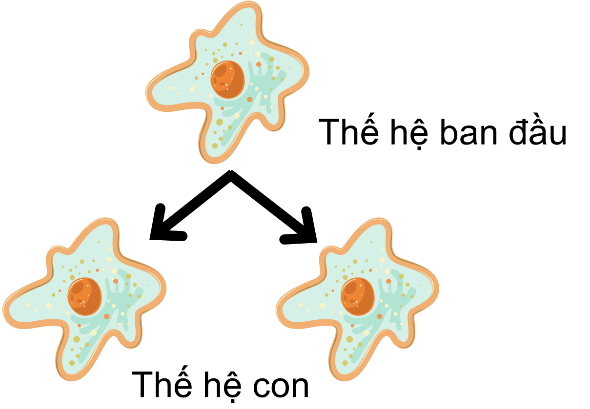 Thế hệ ban đầu
Thế hệ con